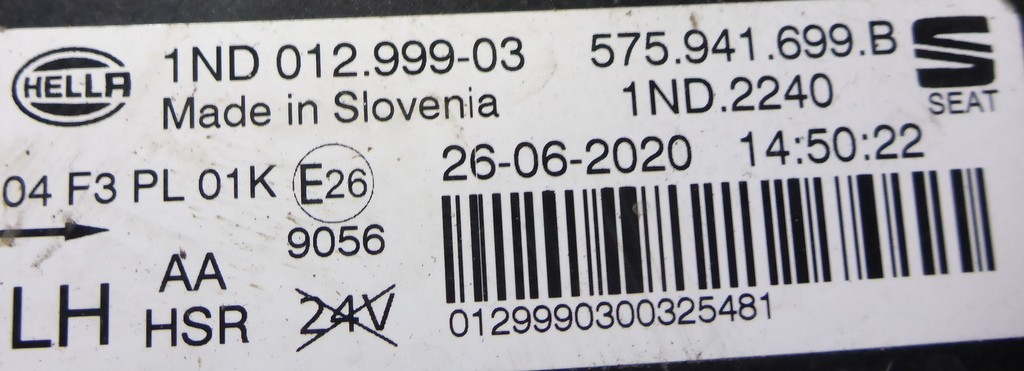 HELLA 1ND 012.999-03 575.941.699.B
Made in Slovenia 1ND.2240 SEAT
26-06-2020 14:50:22
04 F3 PL 01K E26
9056
LH AA
HSR 24V
0129990300325481